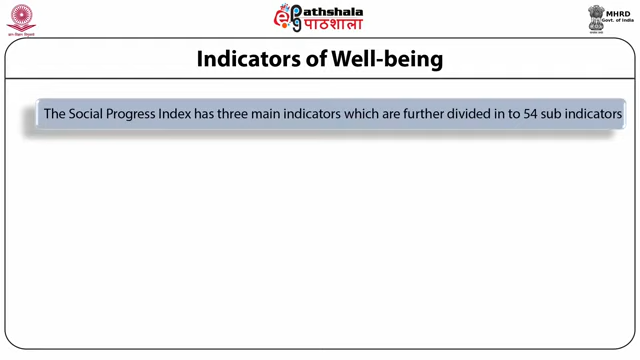 Pathshala
पाठशाला
MHRD
Govt. of India
Indicators of Well-being
The Social Progress Index has three main indicators which are further divided in to 54 sub indicators